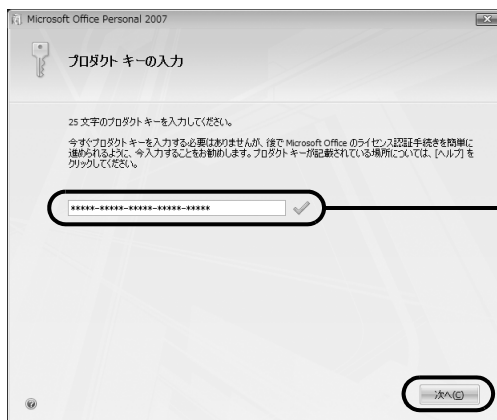 Microsoft Office Personal 2007
プロダクト キーの入力
25 文字のプロダクト キーを入力してください。
今すぐプロダクト キーを入力する必要はありませんが、後で Microsoft Office のライセンス認証手続きを簡単に
進められるように、今入力することをお勧めします。プロダクト キーが記載されている場所については、[ヘルプ] を
クリックしてください。
*****-*****-*****-*****-*****
次へ(C)